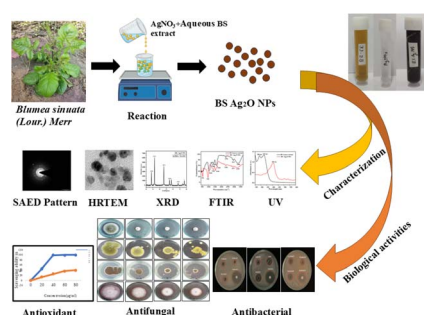 AgNO3+Aqueous BS
extract
Blumea sinuata
(Lour.) Merr
Reaction
BS Ag2O NPs
Characterization
SAED Pattern
HRTEM
XRD
FTIR
UV
Biological activities
Antioxidant
Antifungal
Antibacterial